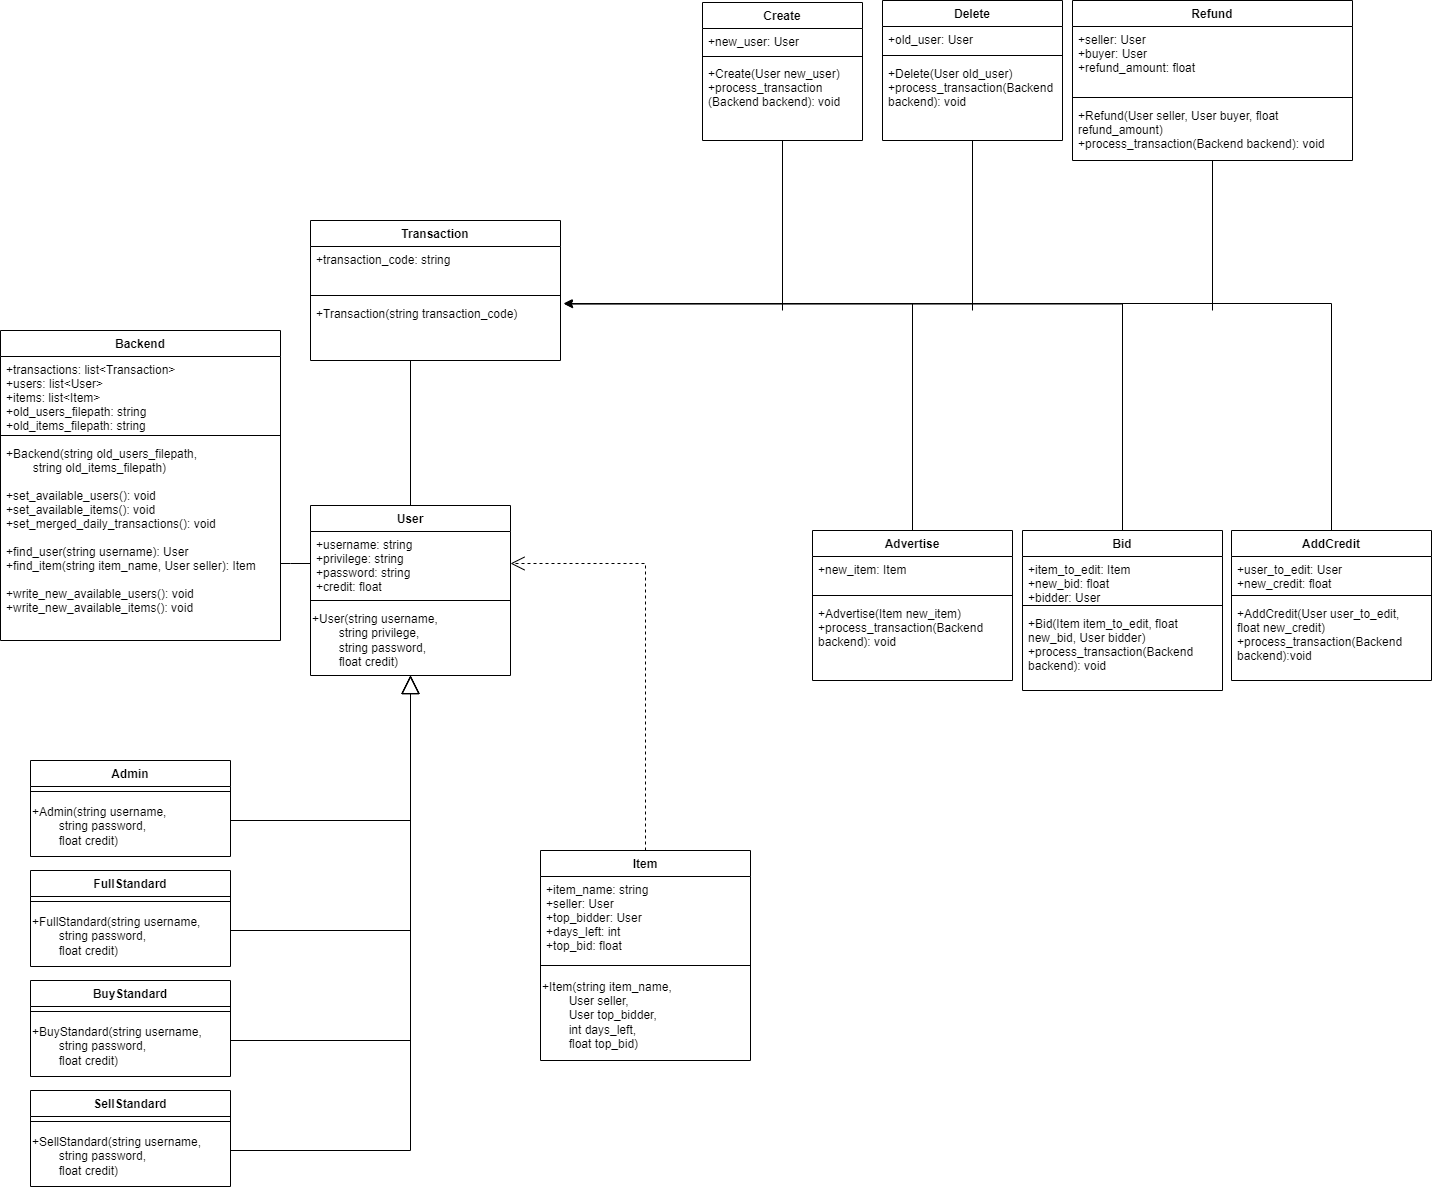 Create
+new_user: User
+Create(User new_user)
+process_transaction
(Backend backend): void
Delete
+old_user: User
+Delete(User old_user)
+process_transaction(Backend
backend): void
Refund
+seller: User
+buyer: User
+refund_amount: float
+Refund(User seller, User buyer, float
refund_amount)
+process_transaction(Backend backend): void
Transaction
+transaction_code: string
+Transaction(string transaction_code)
Backend
+transactions: list<Transaction>
+users: list<User>
+items: list<Item>
+old_users_filepath: string
+old_items_filepath: string
+Backend(string old_users_filepath,
string old_items_filepath)
+set_available_users(): void
+set_available_items(): void
+set_merged_daily_transactions(): void
+find_user(string username): User
+find_item(string item_name, User seller): Item
+write_new_available_users(): void
+write_new_available_items(): void
User
+username: string
+privilege: string
+password: string
+credit: float
+User(string username,
string privilege,
string password,
float credit)
Advertise
+new_item: Item
+Advertise(Item new_item)
+process_transaction(Backend
backend): void
Bid
+item_to_edit: Item
+new_bid: float
+bidder: User
+Bid(Item item_to_edit, float
new_bid, User bidder)
+process_transaction(Backend
backend): void
AddCredit
+user_to_edit: User
+new_credit: float
+AddCredit(User user_to_edit,
float new_credit)
+process_transaction(Backend
backend):void
Admin
+Admin(string username,
string password,
float credit)
FullStandard
+FullStandard(string username,
string password,
float credit)
BuyStandard
+BuyStandard(string username,
string password,
float credit)
SellStandard
+SellStandard(string username,
string password,
float credit)
Item
+item_name: string
+seller: User
+top_bidder: User
+days_left: int
+top_bid: float
+Item(string item_name,
User seller,
User top_bidder,
int days_left,
float top_bid)